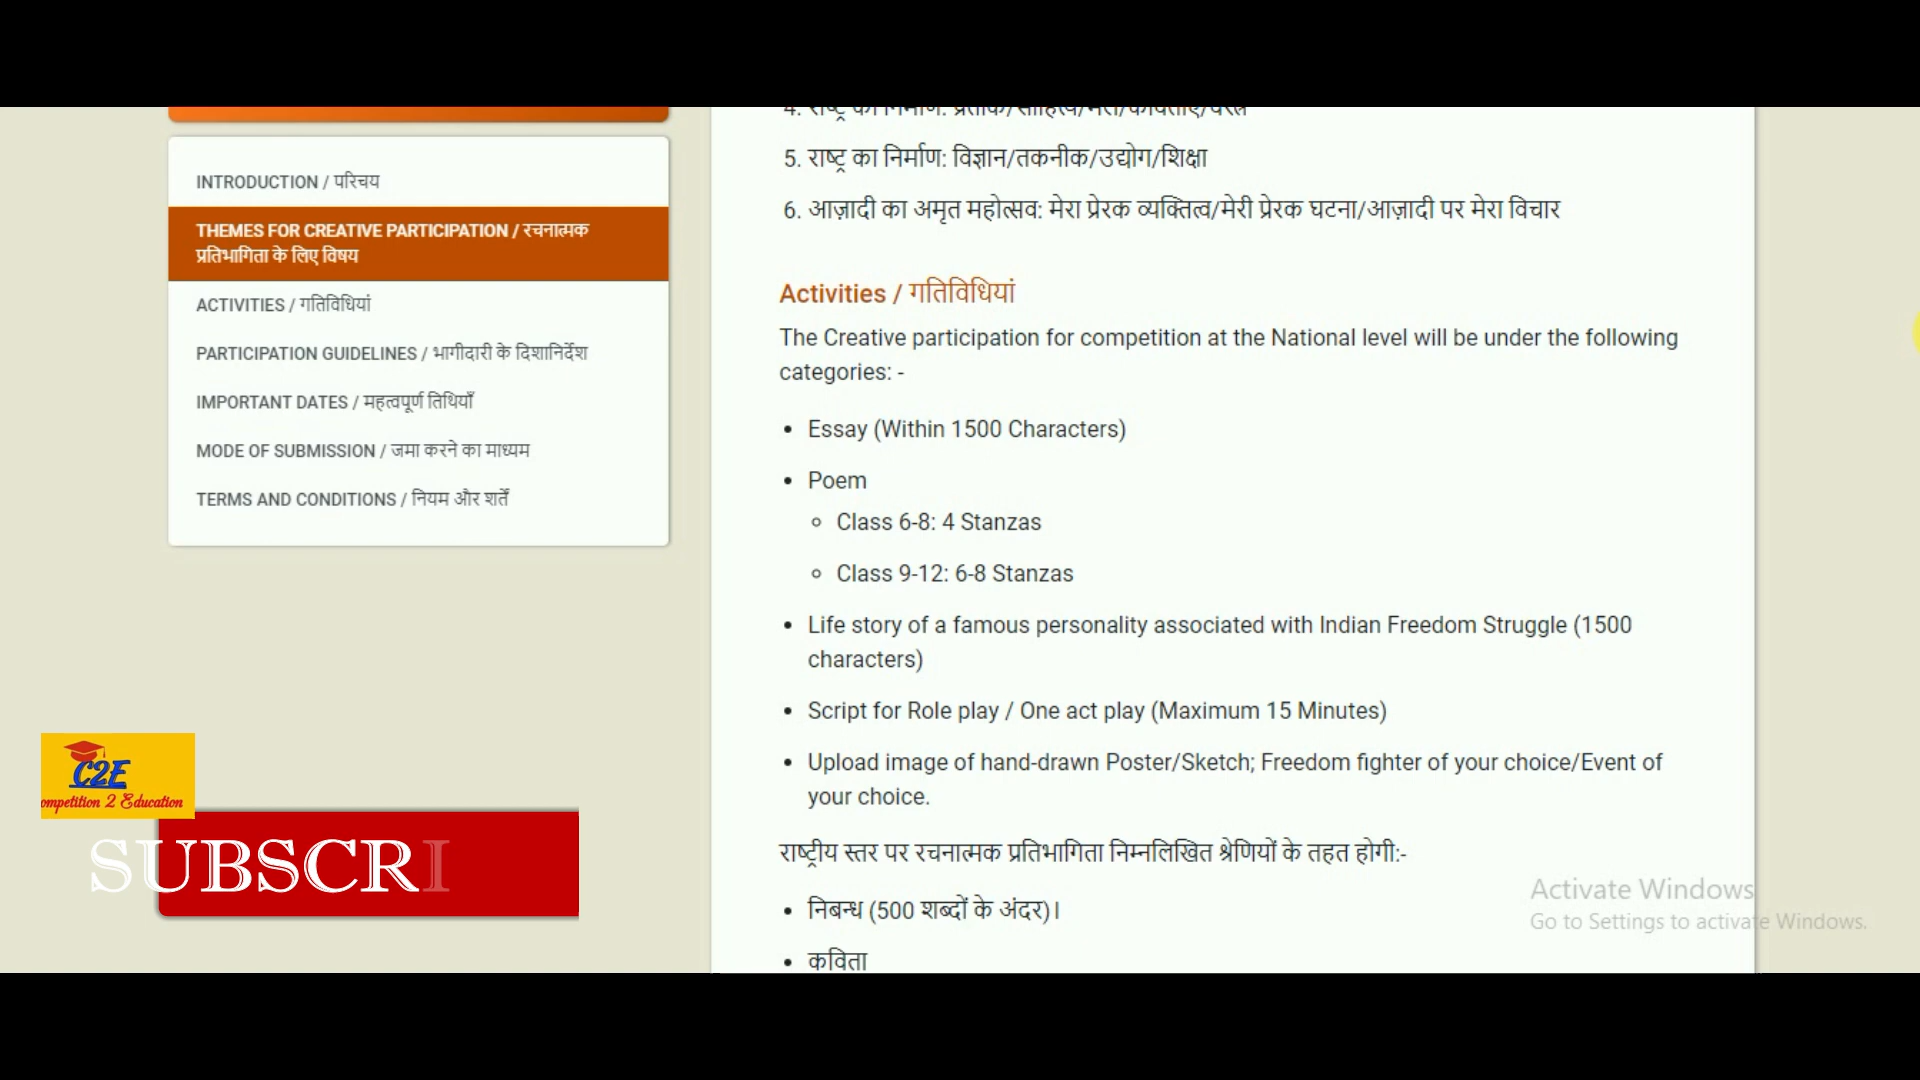 INTRODUCTION / परिचय
THEMES FOR CREATIVE PARTICIPATION / रचनात्मक
प्रतिभागिता के लिए विषय
ACTIVITIES / गतिविधियां
PARTICIPATION GUIDELINES / भागीदारी के दिशानिर्देश
IMPORTANT DATES / महत्वपूर्ण तिथियाँ
MODE OF SUBMISSION / जमा करने का माध्यम
TERMS AND CONDITIONS / नियम और शर्तें
4. राष्ट्र का निर्माण: प्रतीक/साहित्य/
5. राष्ट्र का निर्माण: विज्ञान/तकनीक/उद्योग/शिक्षा
6. आज़ादी का अमृत महोत्सव: मेरा प्रेरक व्यक्तित्व/मेरी प्रेरक घटना/आज़ादी पर मेरा विचार
Activities / गतिविधियां
The Creative participation for competition at the National level will be under the following
categories: -
• Essay (Within 1500 Characters)
• Poem
Class 6-8: 4 Stanzas
Class 9-12: 6-8 Stanzas
• Life story of a famous personality associated with Indian Freedom Struggle (1500
characters)
• Script for Role play / One act play (Maximum 15 Minutes)
• Upload image of hand-drawn Poster/Sketch; Freedom fighter of your choice/Event of
your choice.
राष्ट्रीय स्तर पर रचनात्मक प्रतिभागिता निम्नलिखित श्रेणियों के तहत होगी:-
• निबन्ध (500 शब्दों के अंदर)।
• कविता
C2E
ompetition 2 Education
SUBSCRI
Activate Windows
Go to Settings to activate Windows.